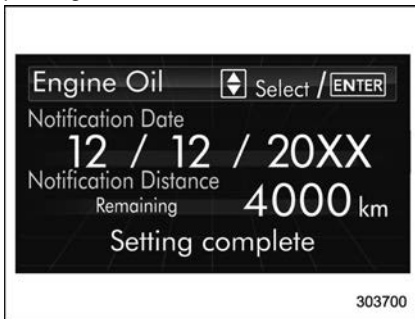 Engine Oil Select / ENTER
Notification Date
12 / 12 / 20XX
Notification Distance
Remaining 4000 km
Setting complete
303700